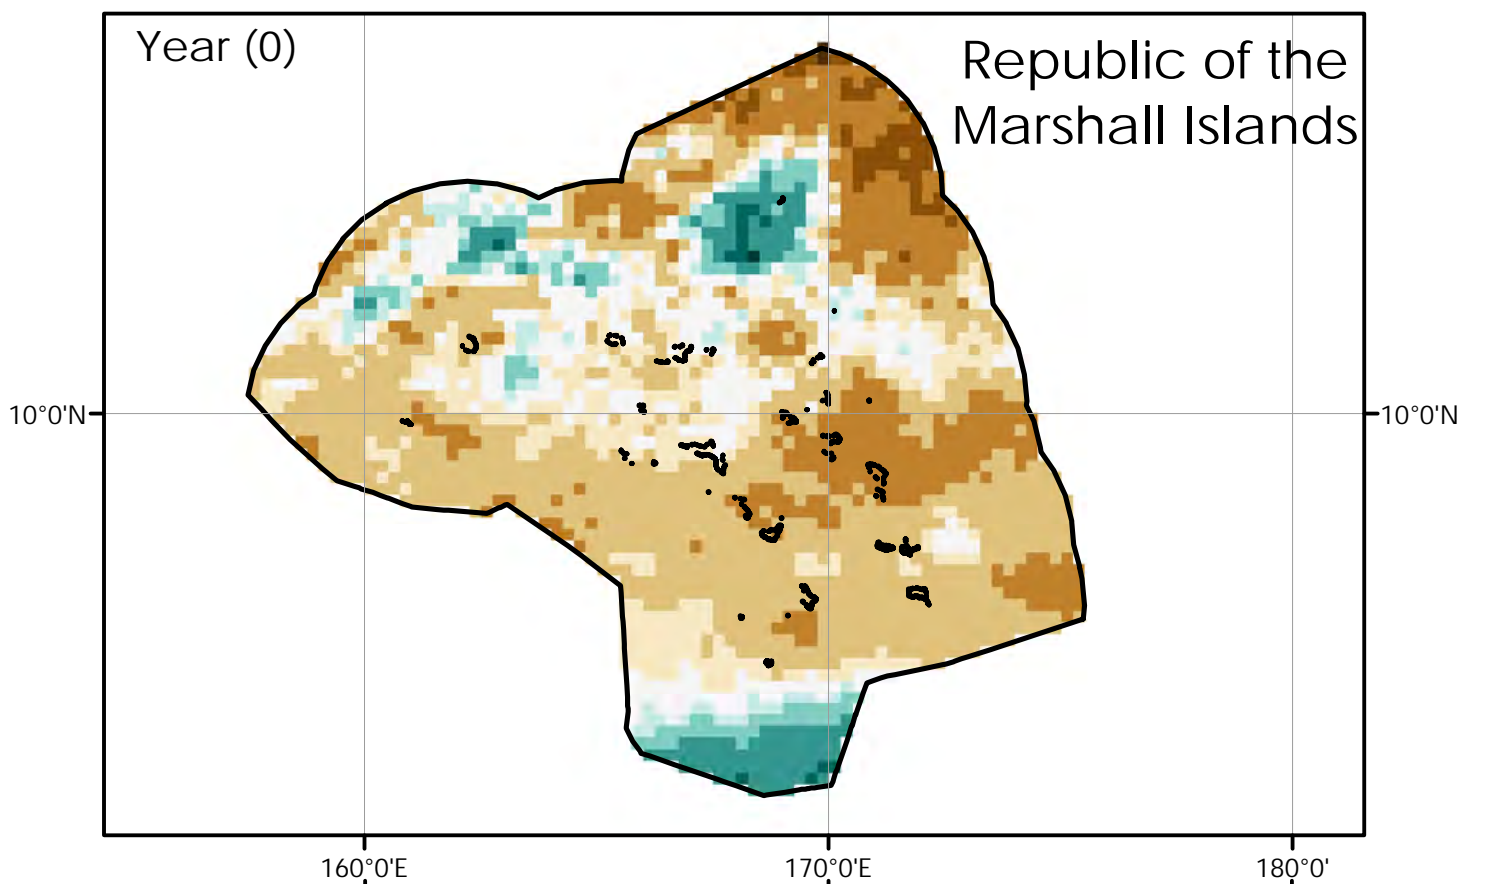 Year (0)
Republic of the
Marshall Islands
10°0'N
10°0'N
160°0'E
170°0'E
180°0'